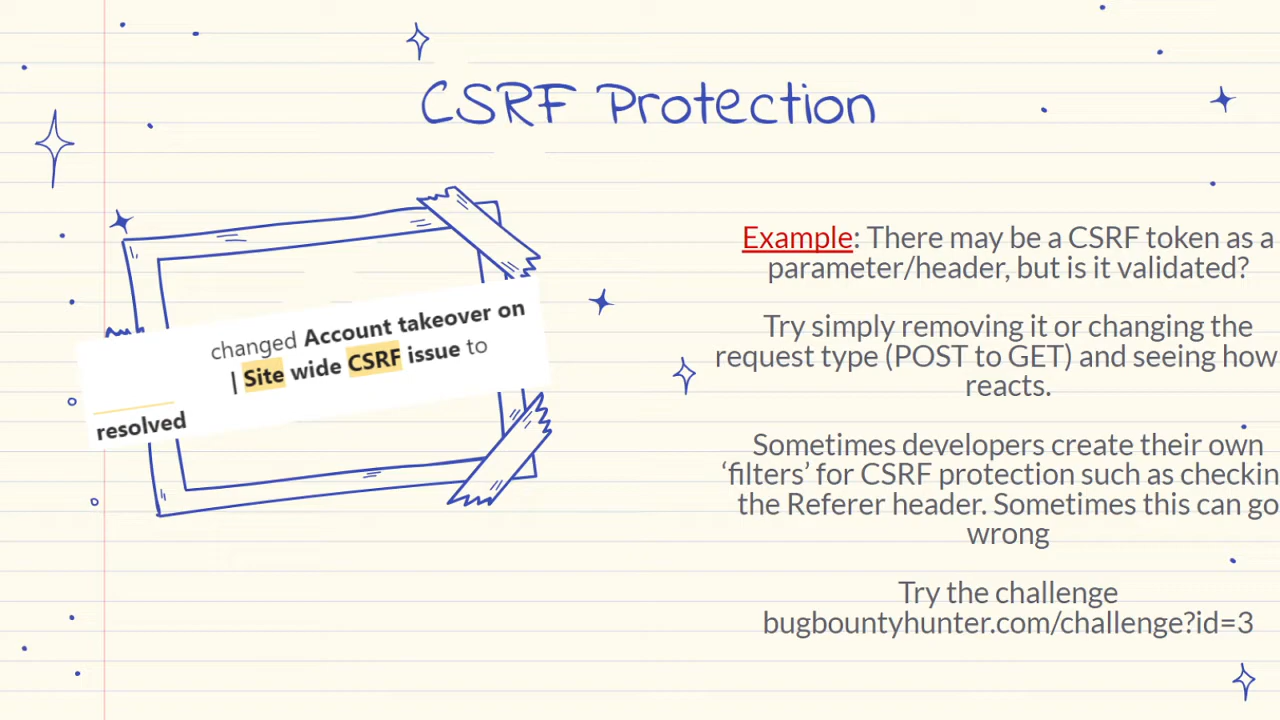 CSRF Protection
changed Account takeover on
| Site wide CSRF issue to
resolved
Example: There may be a CSRF token as a
parameter/header, but is it validated?
Try simply removing it or changing the
request type (POST to GET) and seeing how
reacts.
Sometimes developers create their own
‘filters’ for CSRF protection such as checkin
the Referer header. Sometimes this can go
wrong
Try the challenge
bugbountyhunter.com/challenge?id=3